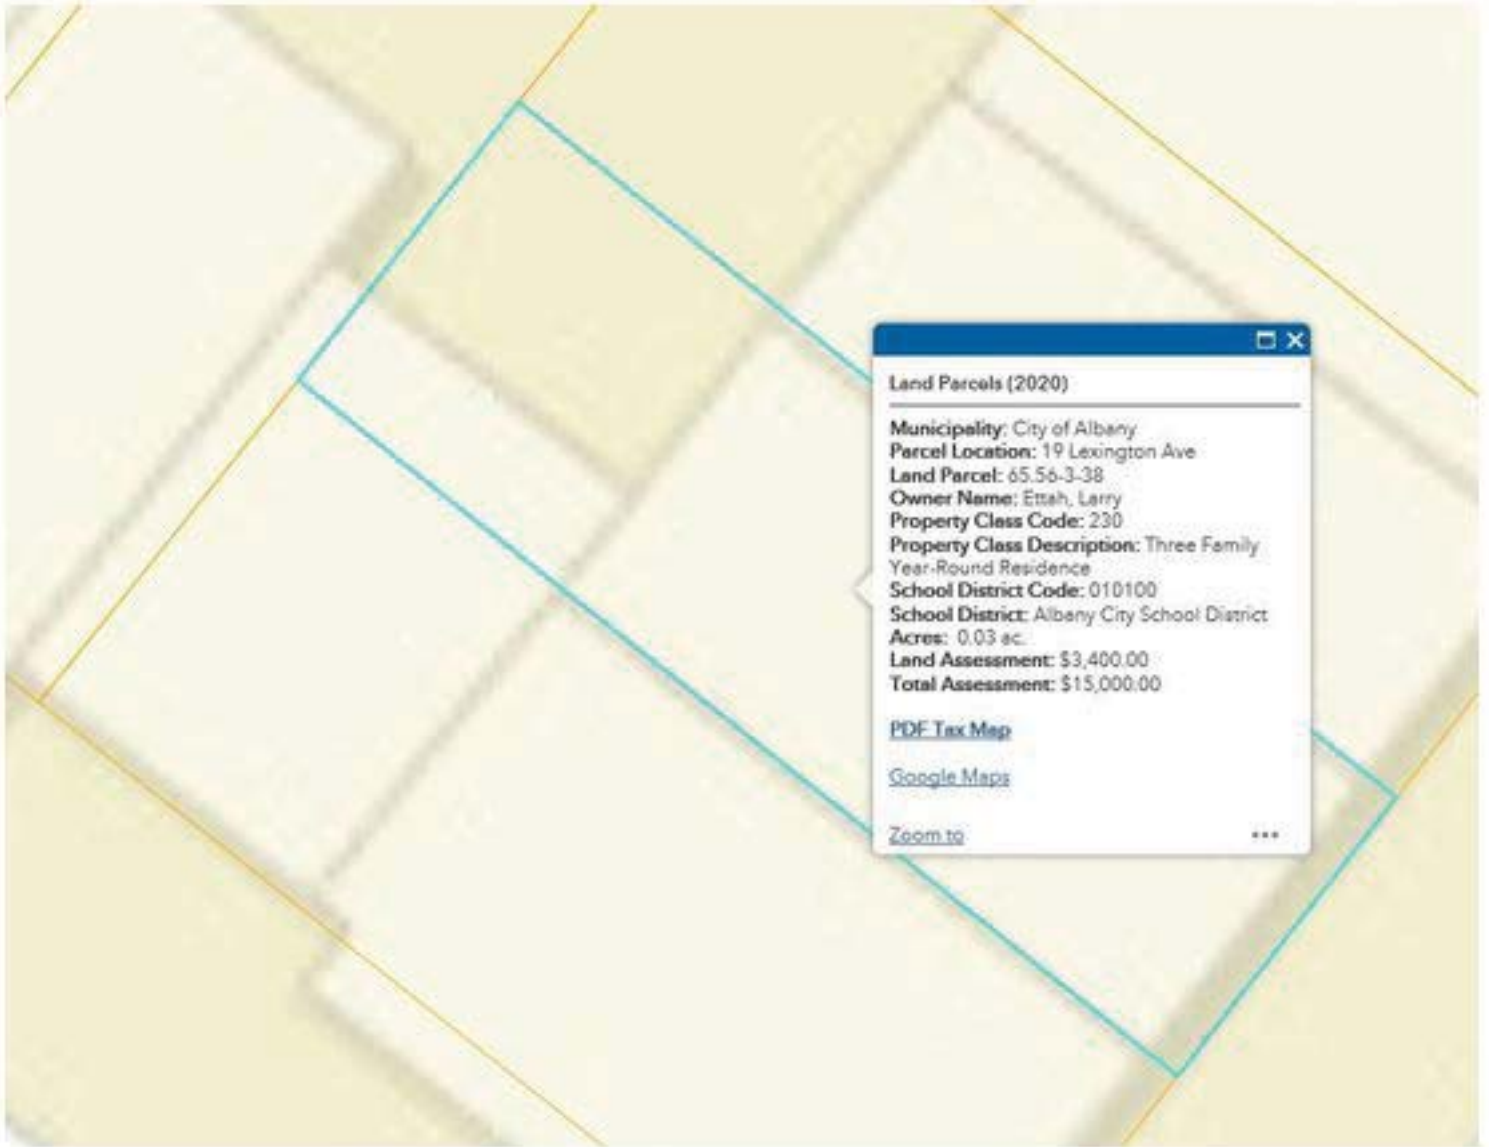 Land Parcels (2020)
Municipality: City of Albany
Parcel Location: 19 Lexington Ave
Land Parcel: 65.56-3-38
Owner Name: Ettah, Larry
Property Class Code: 230
Property Class Description: Three Family
Year-Round Residence
School District Code: 010100
School District: Albany City School District
Acres: 0.03 ac.
Land Assessment: $3,400.00
Total Assessment: $15,000.00
PDF Tax Map
Google Maps
Zoom to